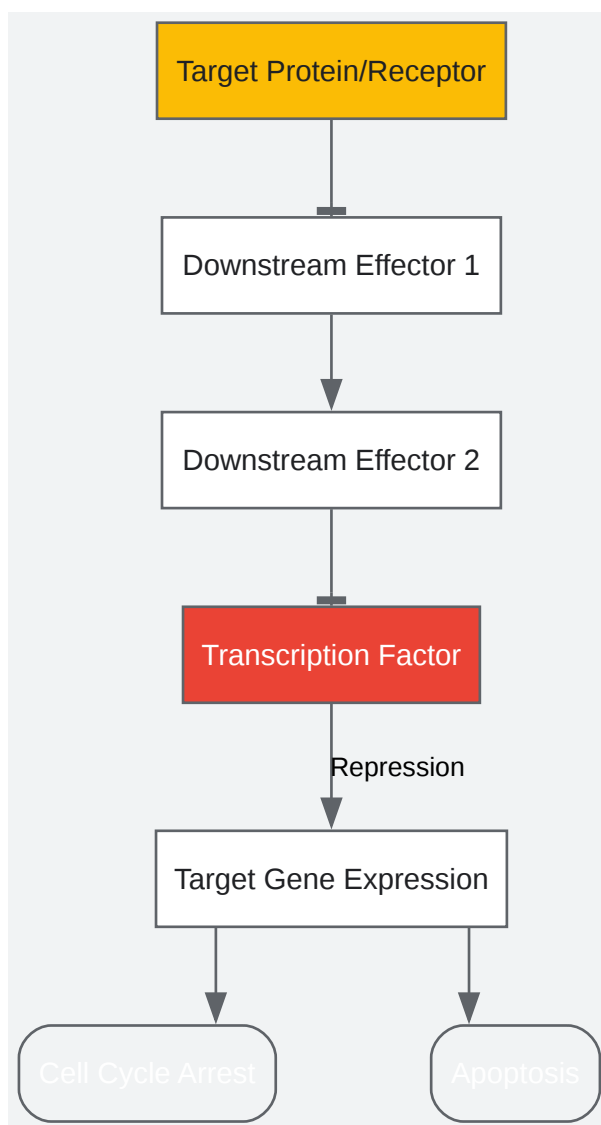 Target Protein/Receptor
Downstream Effector 1
Downstream Effector 2
Transcription Factor
Repression
Target Gene Expression
Cell Cycle Arrest
Apoptosis